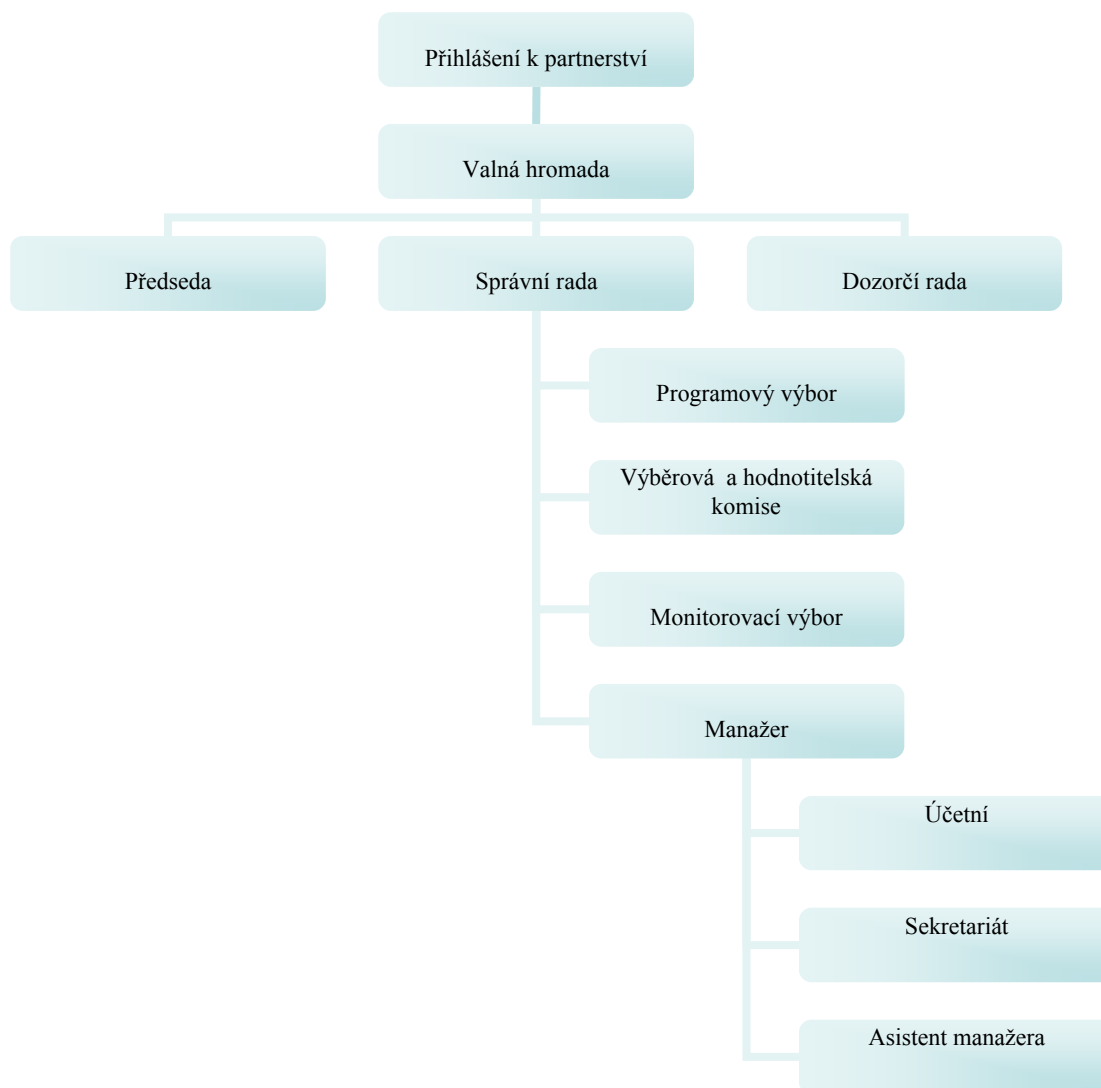 Přihlášení k partnerství
Valná hromada
Předseda
Správní rada
Dozorčí rada
Programový výbor
Výběrová  a hodnotitelská
komise
Monitorovací výbor
Manažer
Účetní
Sekretariát
Asistent manažera